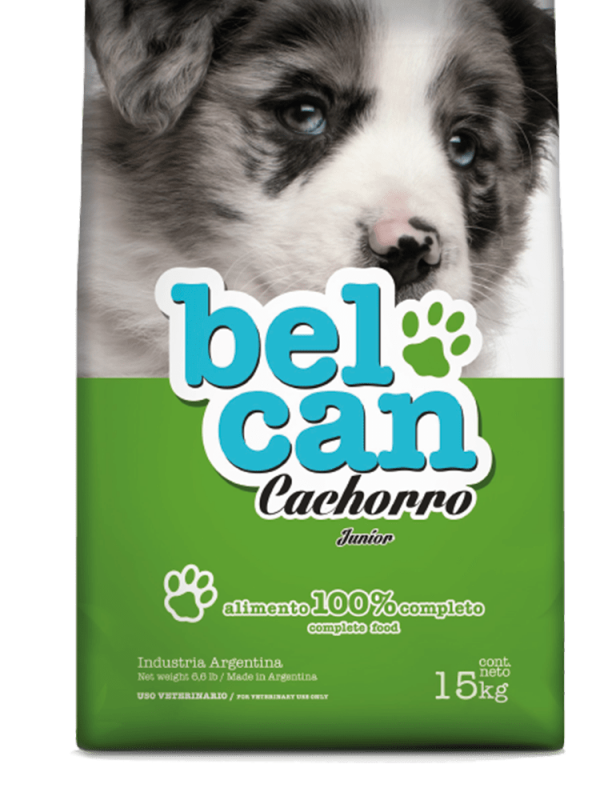 bel
can
Cachorro
Junior
alimento 100% completo
complete food
Industria Argentina
Net weight 6,6 lb / Made in Argentina
USO VETERINARIO / FOR VETERINARY USE ONLY
cont.
neto
15kg